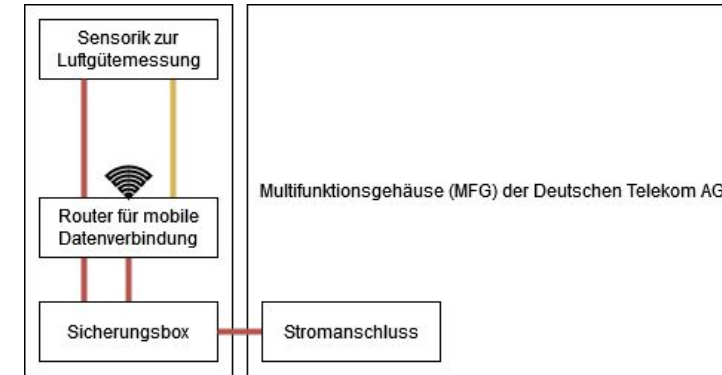 Sensorik zur
Luftgütemessung
Multifunktionsgehäuse (MFG) der Deutschen Telekom AG
Router für mobile
Datenverbindung
Sicherungsbox
Stromanschluss